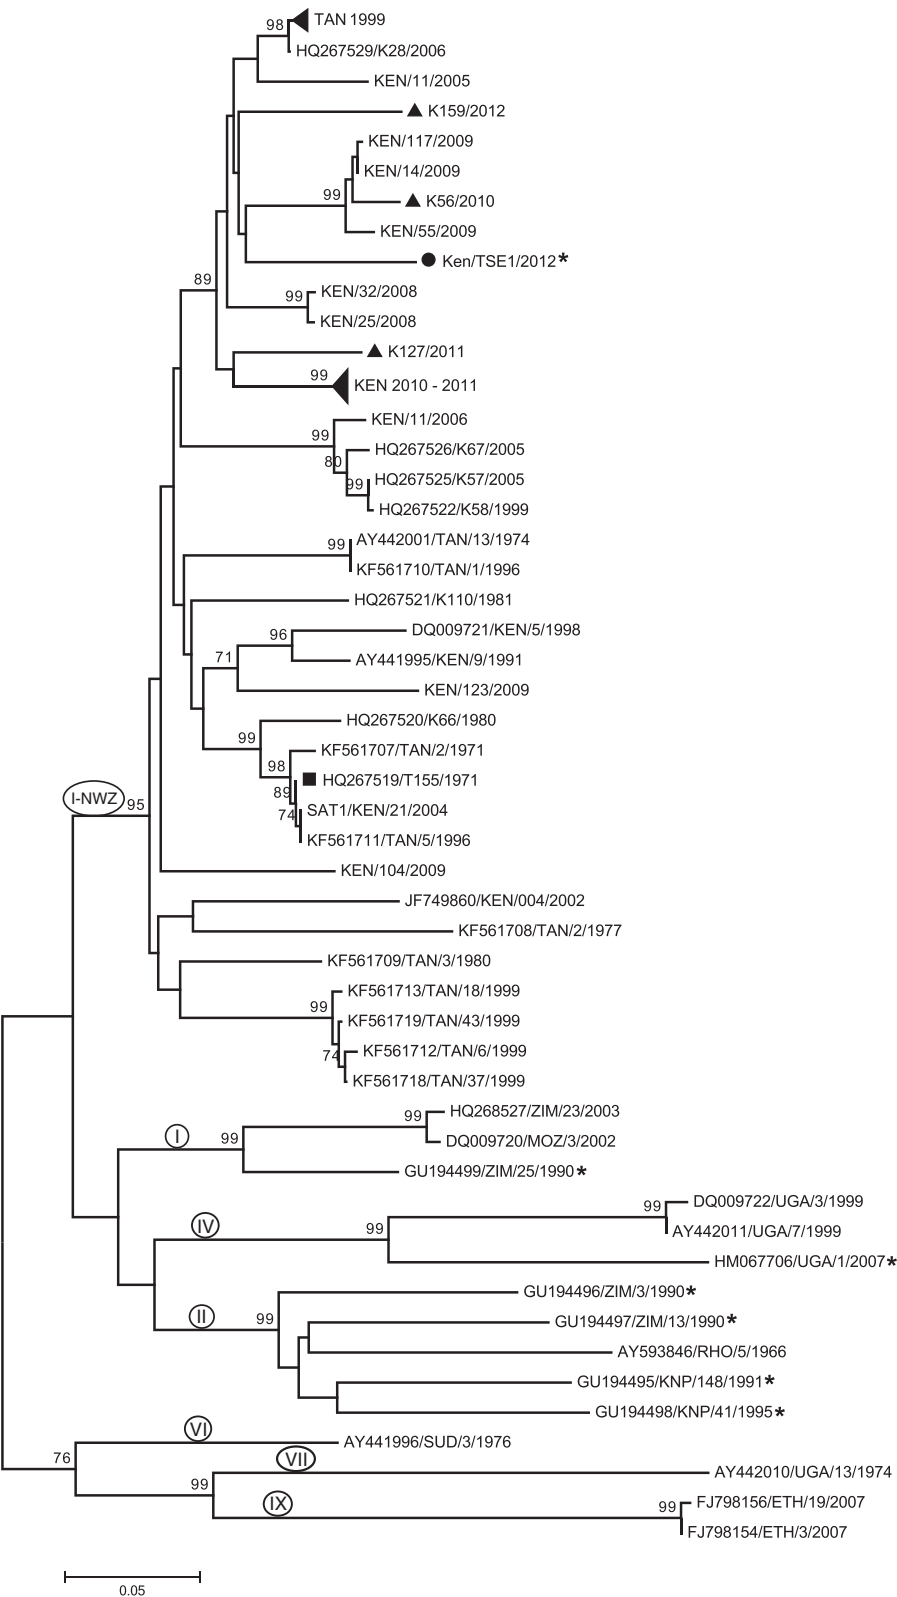 98
TAN 1999
HQ267529/K28/2006
KEN/11/2005
K159/2012
KEN/117/2009
KEN/14/2009
99
K56/2010
KEN/55/2009
Ken/TSE1/2012*
89
99
KEN/32/2008
KEN/25/2008
K127/2011
99
KEN 2010 - 2011
KEN/11/2006
99
HQ267526/K67/2005
80
99
HQ267525/K57/2005
HQ267522/K58/1999
99
AY442001/TAN/13/1974
KF561710/TAN/1/1996
HQ267521/K110/1981
96
DQ009721/KEN/5/1998
71
AY441995/KEN/9/1991
KEN/123/2009
HQ267520/K66/1980
99
KF561707/TAN/2/1971
98
HQ267519/T155/1971
89
74
SAT1/KEN/21/2004
I-NWZ
95
KF561711/TAN/5/1996
KEN/104/2009
JF749860/KEN/004/2002
KF561708/TAN/2/1977
KF561709/TAN/3/1980
KF561713/TAN/18/1999
99
KF561719/TAN/43/1999
74
KF561712/TAN/6/1999
KF561718/TAN/37/1999
99
HQ268527/ZIM/23/2003
I
99
DQ009720/MOZ/3/2002
GU194499/ZIM/25/1990*
99
DQ009722/UGA/3/1999
IV
99
AY442011/UGA/7/1999
HM067706/UGA/1/2007*
GU194496/ZIM/3/1990*
II
99
GU194497/ZIM/13/1990*
AY593846/RHO/5/1966
GU194495/KNP/148/1991*
GU194498/KNP/41/1995*
VI
AY441996/SUD/3/1976
76
VII
AY442010/UGA/13/1974
99
IX
99
FJ798156/ETH/19/2007
FJ798154/ETH/3/2007
0.05